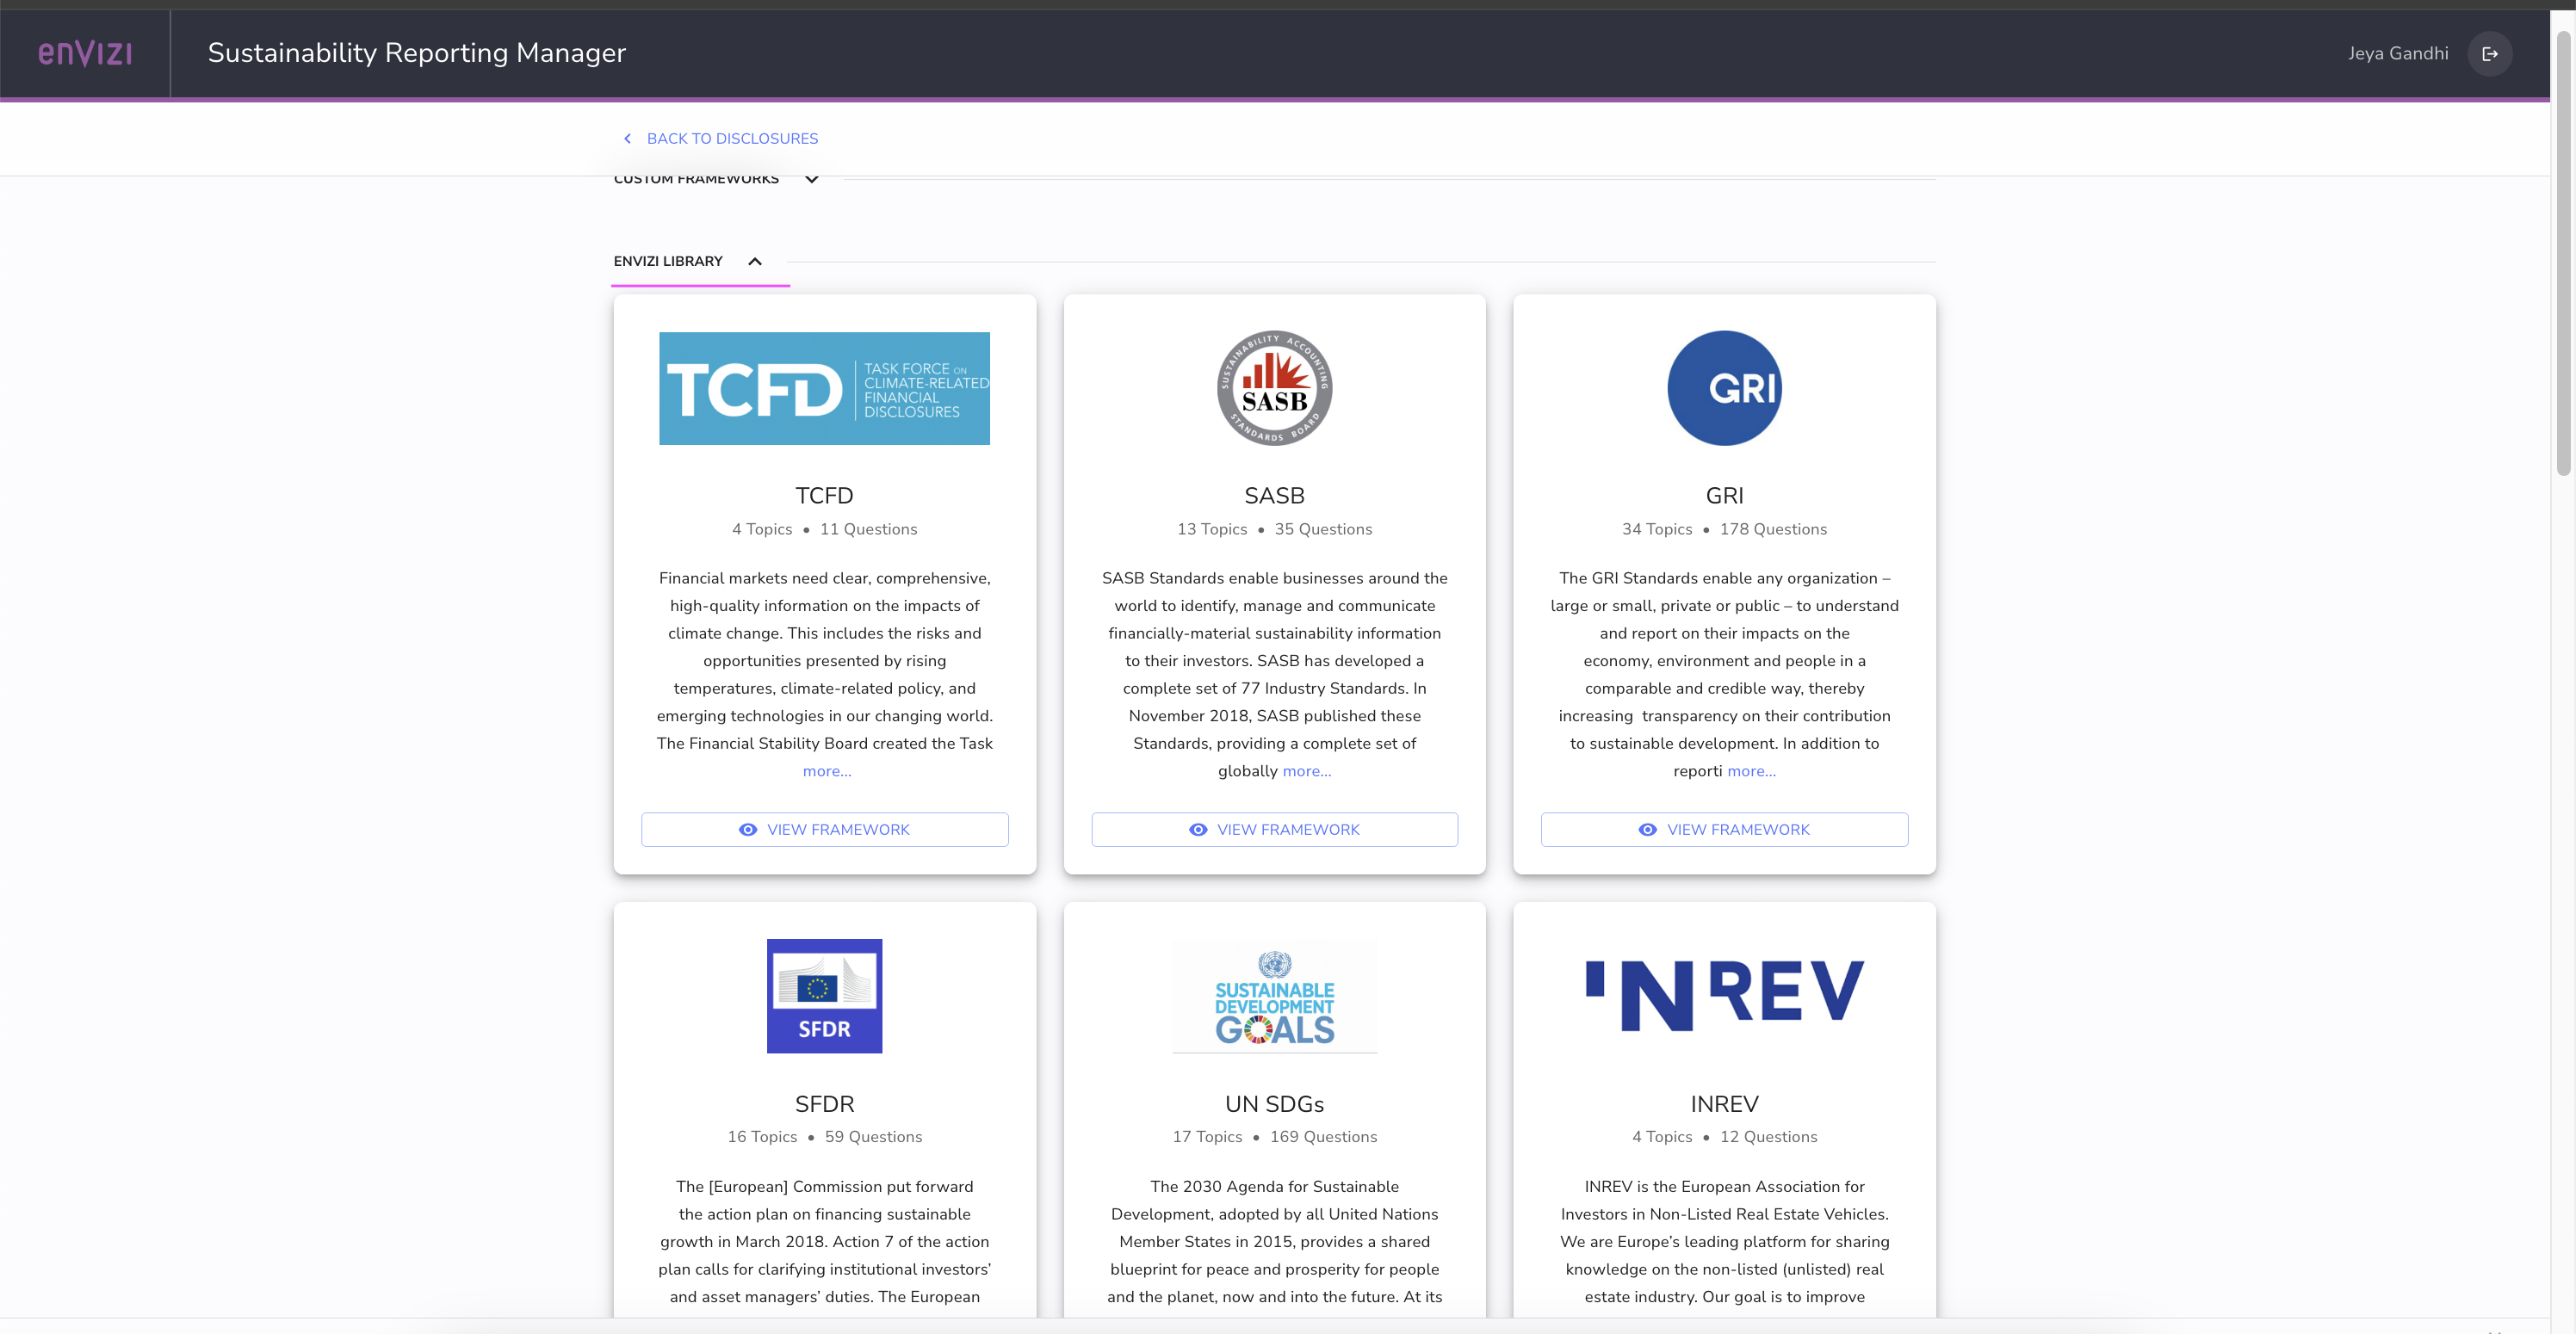 enVIZI
Sustainability Reporting Manager
Jeya Gandhi
BACK TO DISCLOSURES
CUSTOM FRAMEWORKS
ENVIZI LIBRARY
TCFD
TASK FORCE ON
CLIMATE-RELATED
FINANCIAL
DISCLOSURES
TCFD
4 Topics • 11 Questions
Financial markets need clear, comprehensive,
high-quality information on the impacts of
climate change. This includes the risks and
opportunities presented by rising
temperatures, climate-related policy, and
emerging technologies in our changing world.
The Financial Stability Board created the Task
more...
VIEW FRAMEWORK
SUSTAINABILITY ACCOUNTING
SASB
STANDARDS BOARD
SASB
13 Topics • 35 Questions
SASB Standards enable businesses around the
world to identify, manage and communicate
financially-material sustainability information
to their investors. SASB has developed a
complete set of 77 Industry Standards. In
November 2018, SASB published these
Standards, providing a complete set of
globally more...
VIEW FRAMEWORK
GRI
GRI
34 Topics • 178 Questions
The GRI Standards enable any organization –
large or small, private or public – to understand
and report on their impacts on the
economy, environment and people in a
comparable and credible way, thereby
increasing  transparency on their contribution
to sustainable development. In addition to
reporti more...
VIEW FRAMEWORK
SFDR
SFDR
16 Topics • 59 Questions
The [European] Commission put forward
the action plan on financing sustainable
growth in March 2018. Action 7 of the action
plan calls for clarifying institutional investors’
and asset managers’ duties. The European
SUSTAINABLE
DEVELOPMENT
GOALS
UN SDGs
17 Topics • 169 Questions
The 2030 Agenda for Sustainable
Development, adopted by all United Nations
Member States in 2015, provides a shared
blueprint for peace and prosperity for people
and the planet, now and into the future. At its
INREV
INREV
4 Topics • 12 Questions
INREV is the European Association for
Investors in Non-Listed Real Estate Vehicles.
We are Europe’s leading platform for sharing
knowledge on the non-listed (unlisted) real
estate industry. Our goal is to improve